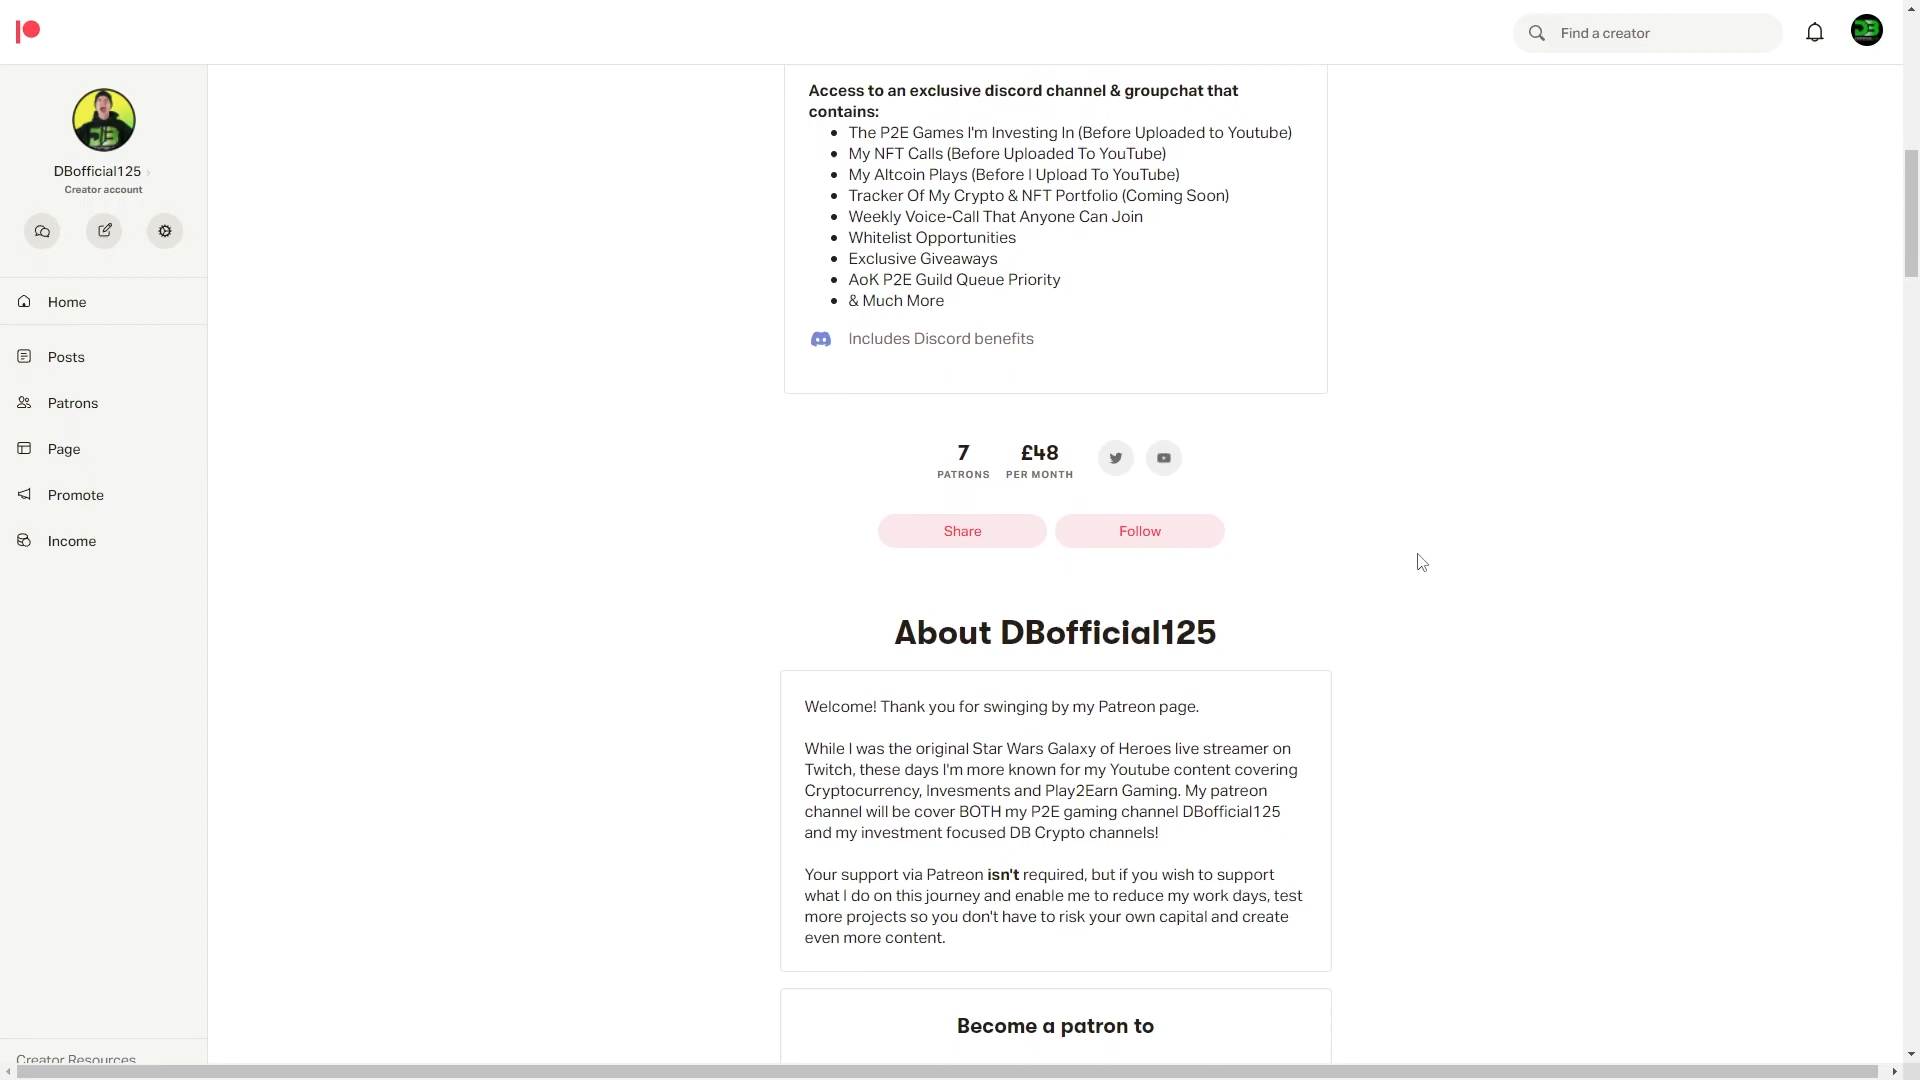 Find a creator
DBofficial125
Creator account
Home
Posts
Patrons
Page
Promote
Income
Creator Resources
Access to an exclusive discord channel & groupchat that
contains:
The P2E Games I'm Investing In (Before Uploaded to Youtube)
My NFT Calls (Before Uploaded To YouTube)
My Altcoin Plays (Before I Upload To YouTube)
Tracker Of My Crypto & NFT Portfolio (Coming Soon)
Weekly Voice-Call That Anyone Can Join
Whitelist Opportunities
Exclusive Giveaways
AoK P2E Guild Queue Priority
& Much More
Includes Discord benefits
7 £48
PATRONS PER MONTH
Share Follow
About DBofficial125
Welcome! Thank you for swinging by my Patreon page.
While I was the original Star Wars Galaxy of Heroes live streamer on
Twitch, these days I'm more known for my Youtube content covering
Cryptocurrency, Invesments and Play2Earn Gaming. My patreon
channel will be cover BOTH my P2E gaming channel DBofficial125
and my investment focused DB Crypto channels!
Your support via Patreon isn't required, but if you wish to support
what I do on this journey and enable me to reduce my work days, test
more projects so you don't have to risk your own capital and create
even more content.
Become a patron to